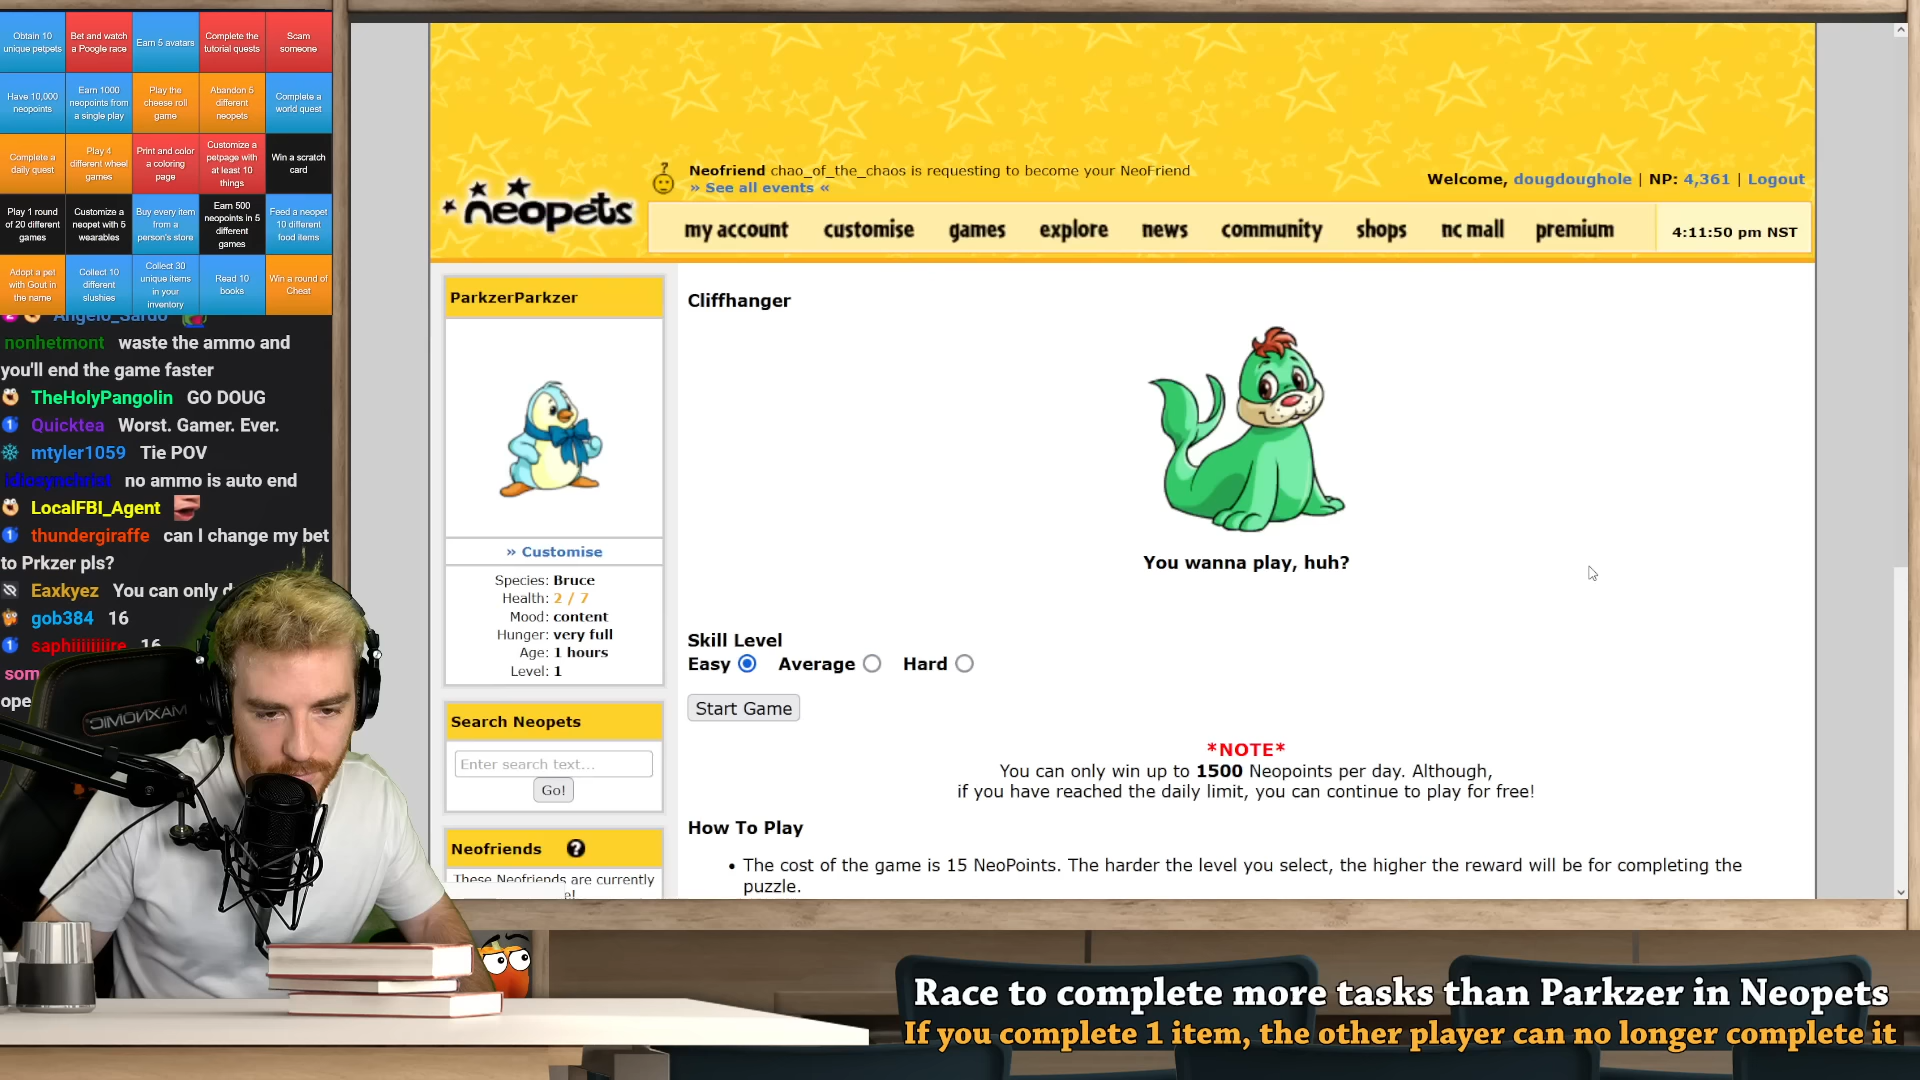 Obtain 10
unique petpets
Bet and watch
a Poogle race
Earn 5 avatars
Complete the
tutorial quests
Scam
someone
Have 10,000
neopoints
Earn 1000
neopoints from
a single play
Play the
cheese roll
game
Abandon 5
different
neopets
Complete a
world quest
Complete a
daily quest
Play 4
different wheel
games
Print and color
a coloring
page
Customize a
petpage with
at least 10
things
Win a scratch
card
Play 1 round
of 20 different
games
Customize a
neopet with 5
wearables
Buy every item
from a
person's store
Earn 500
neopoints in 5
different
games
Feed a neopet
10 different
food items
Adopt a pet
with Gout in
the name
Collect 10
different
slushies
Collect 30
unique items
in your
inventory
Read 10
books
Win a round of
Cheat
Angelo_Sardo
nonhetmont waste the ammo and
you'll end the game faster
TheHolyPangolin GO DOUG
Quicktea Worst. Gamer. Ever.
mtyler1059 Tie POV
idiosynchrist no ammo is auto end
LocalFBI_Agent
thundergiraffe can I change my bet
to Prkzer pls?
Eaxkyez You can only
gob384 16
16
som
ope
MAXNOMIC
neopets
Neofriend chao_of_the_chaos is requesting to become your NeoFriend
» See all events «
Welcome, dougdoughole | NP: 4,361 | Logout
my account customise games explore news community shops nc mall premium
4:11:50 pm NST
ParkzerParkzer
» Customise
Species: Bruce
Health: 2 / 7
Mood: content
Hunger: very full
Age: 1 hours
Level: 1
Search Neopets
Enter search text...
Go!
Neofriends ?
These Neofriends are currently
e!
Cliffhanger
You wanna play, huh?
Skill Level
Easy Average Hard
Start Game
*NOTE*
You can only win up to 1500 Neopoints per day. Although,
if you have reached the daily limit, you can continue to play for free!
How To Play
• The cost of the game is 15 NeoPoints. The harder the level you select, the higher the reward will be for completing the
puzzle.
Race to complete more tasks than Parkzer in Neopets
If you complete 1 item, the other player can no longer complete it